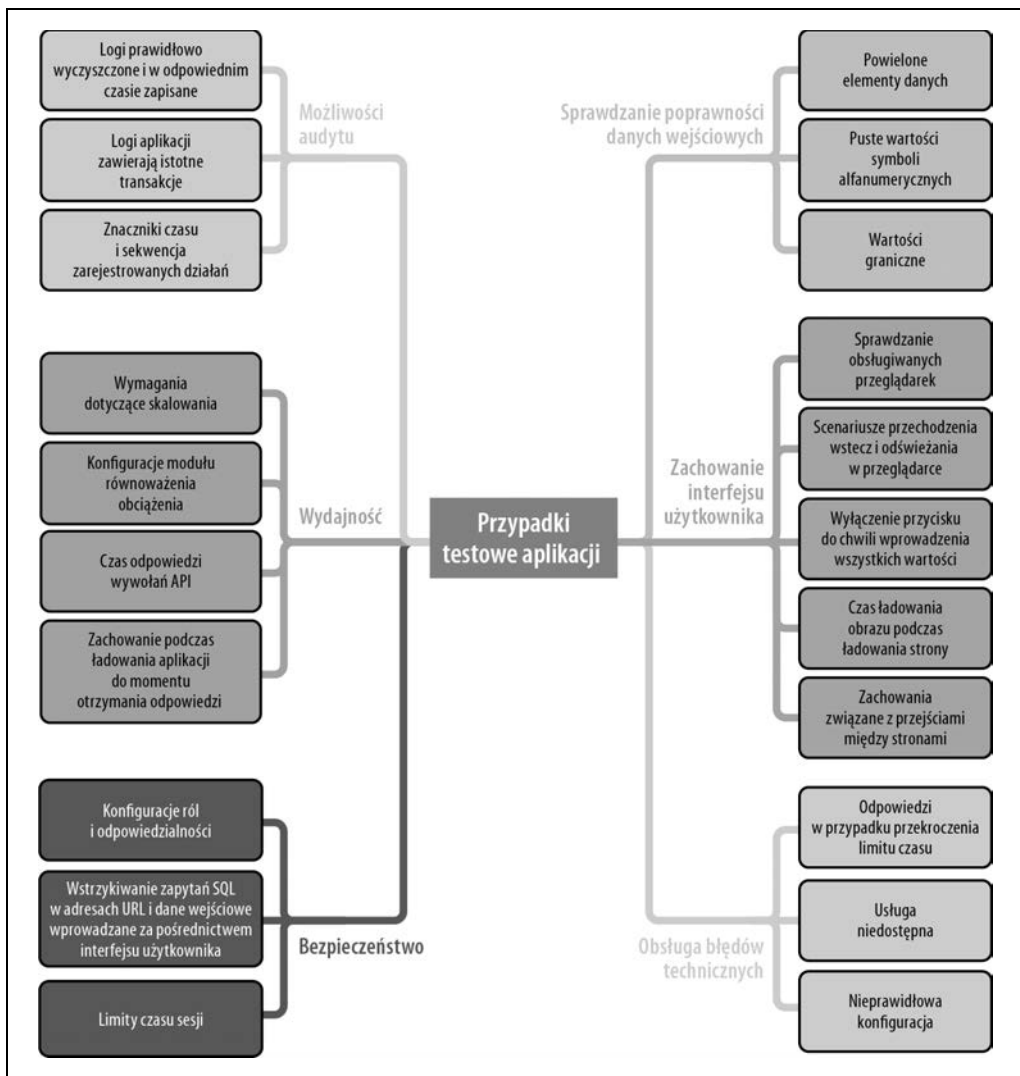 Logi prawidłowo
wyczyszczone i w odpowiednim
czasie zapisane
Logi aplikacji
zawierają istotne
transakcje
Znaczniki czasu
i sekwencja
zarejestrowanych działań
Możliwości
audytu
Wymagania
dotyczące skalowania
Konfiguracje modułu
równoważenia
obciążenia
Czas odpowiedzi
wywołań API
Zachowanie podczas
ładowania aplikacji
do momentu
otrzymania odpowiedzi
Wydajność
Konfiguracje ról
i odpowiedzialności
Wstrzykiwanie zapytań SQL
w adresach URL i dane wejściowe
wprowadzane za pośrednictwem
interfejsu użytkownika
Limity czasu sesji
Bezpieczeństwo
Przypadki
testowe aplikacji
Sprawdzanie poprawności
danych wejściowych
Powielone
elementy danych
Puste wartości
symboli
alfanumerycznych
Wartości
graniczne
Zachowanie
interfejsu
użytkownika
Sprawdzanie
obsługiwanych
przeglądarek
Scenariusze przechodzenia
wstecz i odświeżania
w przeglądarce
Wyłączenie przycisku
do chwili wprowadzenia
wszystkich wartości
Czas ładowania
obrazu podczas
ładowania strony
Zachowania
związane z przejściami
między stronami
Obsługa błędów
technicznych
Odpowiedzi
w przypadku przekroczenia
limitu czasu
Usługa
niedostępna
Nieprawidłowa
konfiguracja